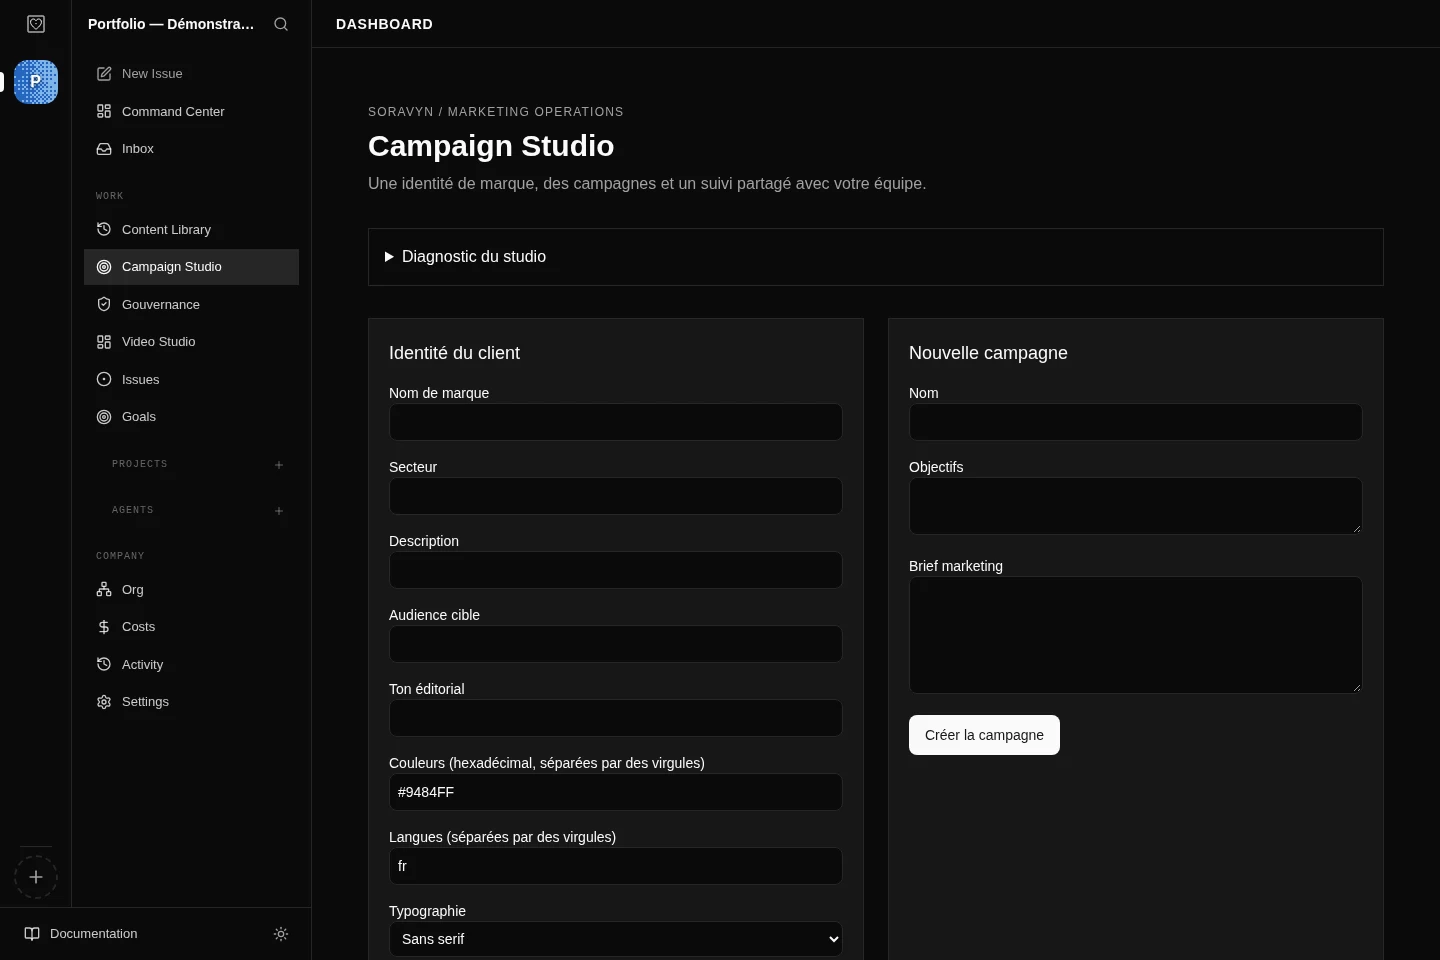 Portfolio — Démonstra…
P
New Issue
Command Center
Inbox
WORK
Content Library
Campaign Studio
Gouvernance
Video Studio
Issues
Goals
PROJECTS
AGENTS
COMPANY
Org
Costs
Activity
Settings
Documentation
DASHBOARD
SORAVYN / MARKETING OPERATIONS
Campaign Studio
Une identité de marque, des campagnes et un suivi partagé avec votre équipe.
Diagnostic du studio
Identité du client
Nom de marque
Secteur
Description
Audience cible
Ton éditorial
Couleurs (hexadécimal, séparées par des virgules)
#9484FF
Langues (séparées par des virgules)
fr
Typographie
Sans serif
Nouvelle campagne
Nom
Objectifs
Brief marketing
Créer la campagne